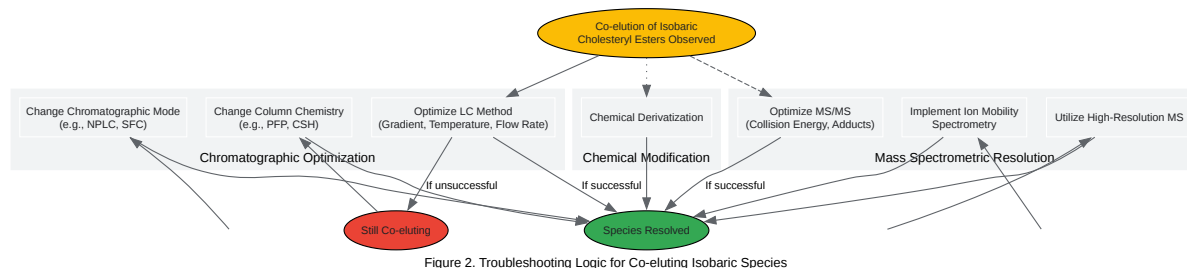 Co-elution of Isobaric
Cholesteryl Esters Observed
Change Chromatographic Mode
(e.g., NPLC, SFC)
Change Column Chemistry
(e.g., PFP, CSH)
Optimize LC Method
(Gradient, Temperature, Flow Rate)
Chemical Derivatization
Optimize MS/MS
(Collision Energy, Adducts)
Implement Ion Mobility
Spectrometry
Utilize High-Resolution MS
Chromatographic Optimization
Chemical Modification
Mass Spectrometric Resolution
If unsuccessful
If successful
If successful
Still Co-eluting
Species Resolved
Figure 2. Troubleshooting Logic for Co-eluting Isobaric Species